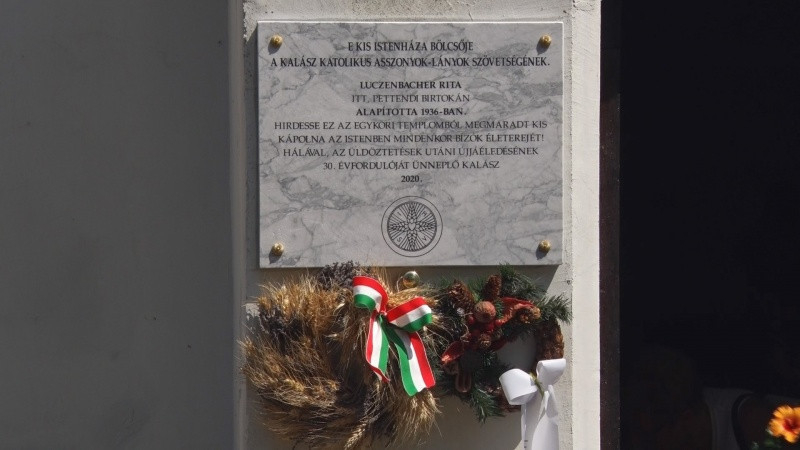 E KIS ISTENHÁZA BÖLCSŐJE
A KALÁSZ KATOLIKUS ASSZONYOK-LÁNYOK SZÖVETSÉGÉNEK.
LUCZENBACHER RITA
ITT, PETTENDI BIRTOKÁN
ALAPÍTOTTA 1936-BAN.
HIRDESSE EZ AZ EGYKORI TEMPLOMBÓL MEGMARADT KIS
KÁPOLNA AZ ISTENBEN MINDENKOR BÍZÓK ÉLETEREJÉT!
HÁLÁVAL, AZ ÜLDÖZTETÉSEK UTÁNI ÚJJÁÉLEDÉSÉNEK
30. ÉVFORDULÓJÁT ÜNNEPLŐ KALÁSZ
2020.